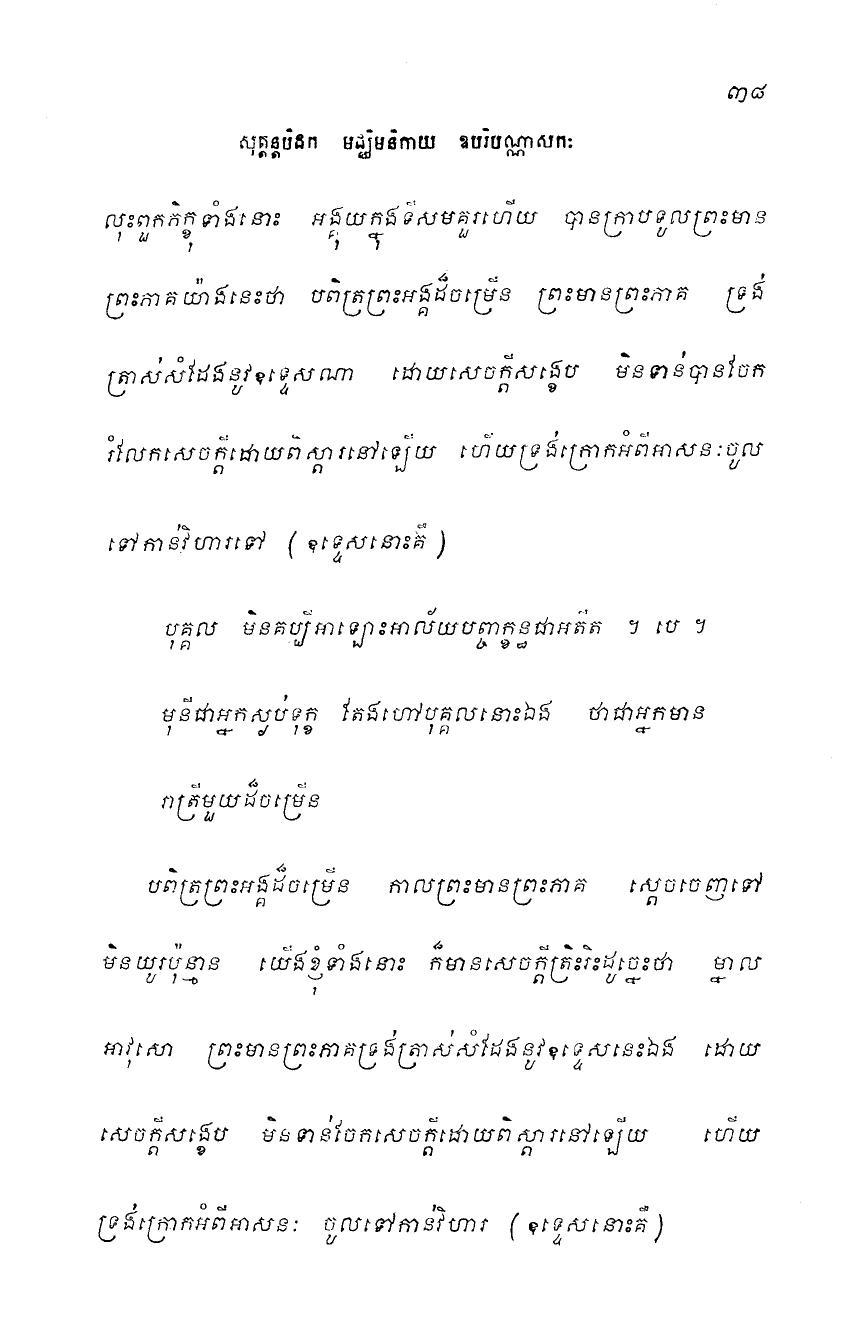 ៣៨
សុត្តន្តបិដក មជ្ឈិមនិកាយ ឧបរិបណ្ណាសកៈ
លុះពួកភិក្ខុទាំងនោះ អង្គុយក្នុងទីសមគួរហើយ បានក្រាបទូលព្រះមាន
ព្រះភាគយ៉ាងនេះថា បពិត្រព្រះអង្គដ៏ចម្រើន ព្រះមានព្រះភាគ ទ្រង់
ត្រាស់សំដែងនូវឧទ្ទេសណា ដោយសេចក្តីសង្ខេប មិនទាន់បានចែក
រំលែកសេចក្តីដោយពិស្តារនៅឡើយ ហើយទ្រង់ក្រោកអំពីអាសនៈចូល
ទៅកាន់វិហារទៅ (ឧទ្ទេសនោះគឺ)
បុគ្គល មិនគប្បីអាឡោះអាល័យបញ្ចក្ខន្ធជាអតីត ។ បេ ។
មុនីជាអ្នកស្ងប់ទុក្ខ តែងហៅបុគ្គលនោះឯង ថាជាអ្នកមាន
រាត្រីមួយដ៏ចម្រើន
បពិត្រព្រះអង្គដ៏ចម្រើន កាលព្រះមានព្រះភាគ ស្តេចចេញទៅ
មិនយូរប៉ុន្មាន យើងខ្ញុំទាំងនោះ ក៏មានសេចក្តីត្រិះរិះដូច្នេះថា ម្នាល
អាវុសោ ព្រះមានព្រះភាគទ្រង់ត្រាស់សំដែងនូវឧទ្ទេសនេះឯង ដោយ
សេចក្តីសង្ខេប មិនទាន់ចែកសេចក្តីដោយពិស្តារនៅឡើយ ហើយ
ទ្រង់ក្រោកអំពីអាសនៈ ចូលទៅកាន់វិហារ (ឧទ្ទេសនោះគឺ)